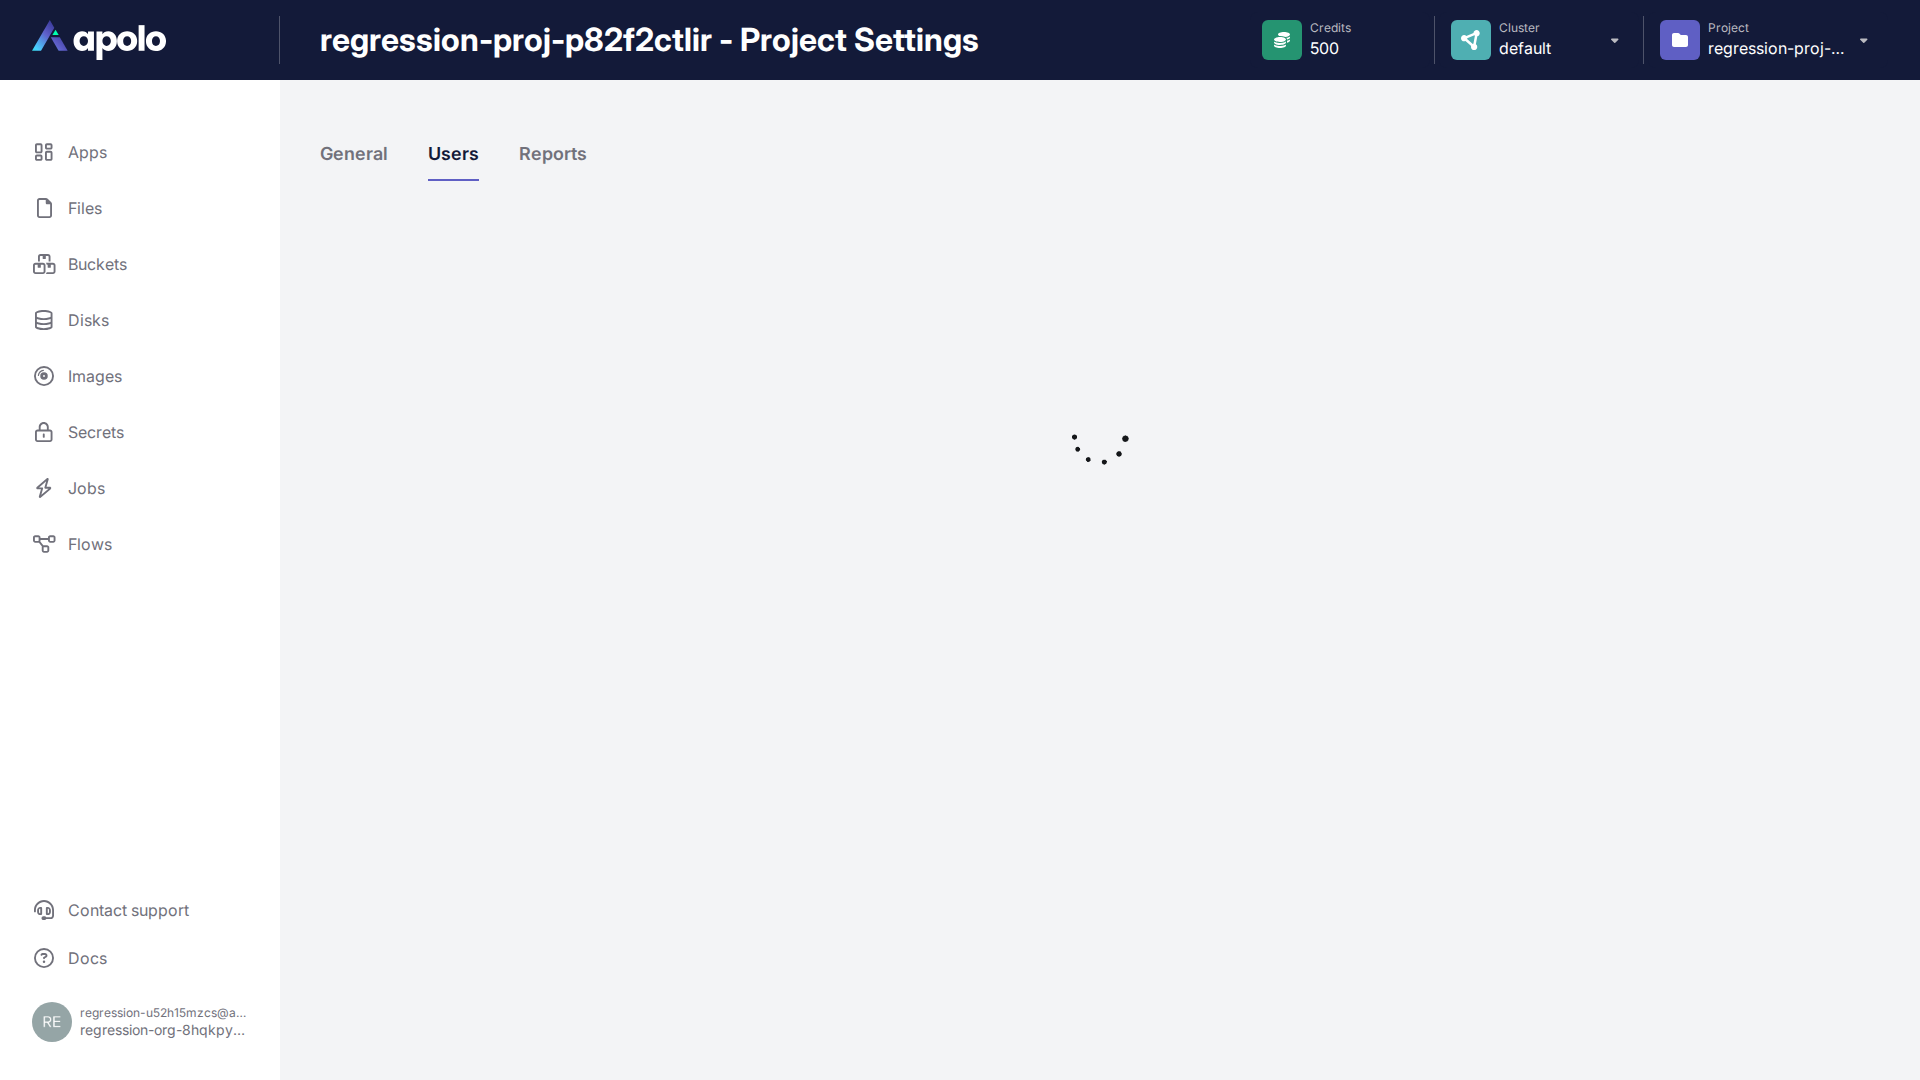 apolo
regression-proj-p82f2ctlir - Project Settings
Credits
500
Cluster
default
Project
regression-proj-...
Apps
Files
Buckets
Disks
Images
Secrets
Jobs
Flows
General
Users
Reports
Contact support
Docs
RE
regression-u52h15mzcs@a...
regression-org-8hqkpy...